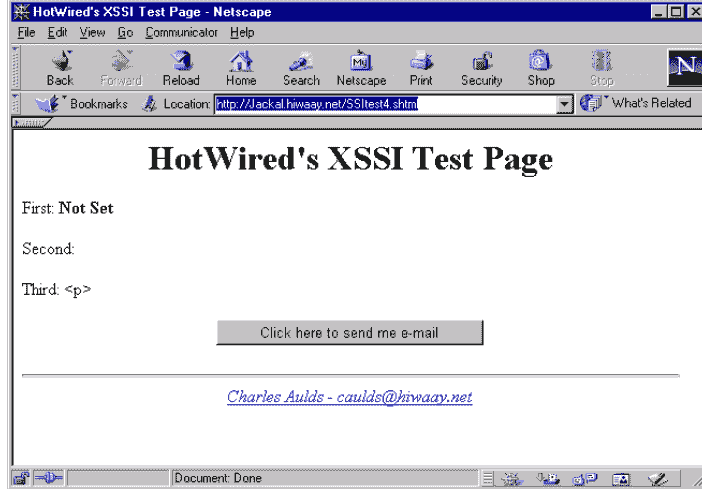 HotWired's XSSI Test Page - Netscape
File Edit View Go Communicator Help
Back Forward Reload Home Search Netscape Print Security Shop Stop
My
N
Bookmarks Location: http://Jackal.hiwaay.net/SSItest4.shtml What's Related
HotWired's XSSI Test Page
First: Not Set
Second:
Third: <p>
Click here to send me e-mail
Charles Aulds - caulds@hiwaay.net
Document: Done